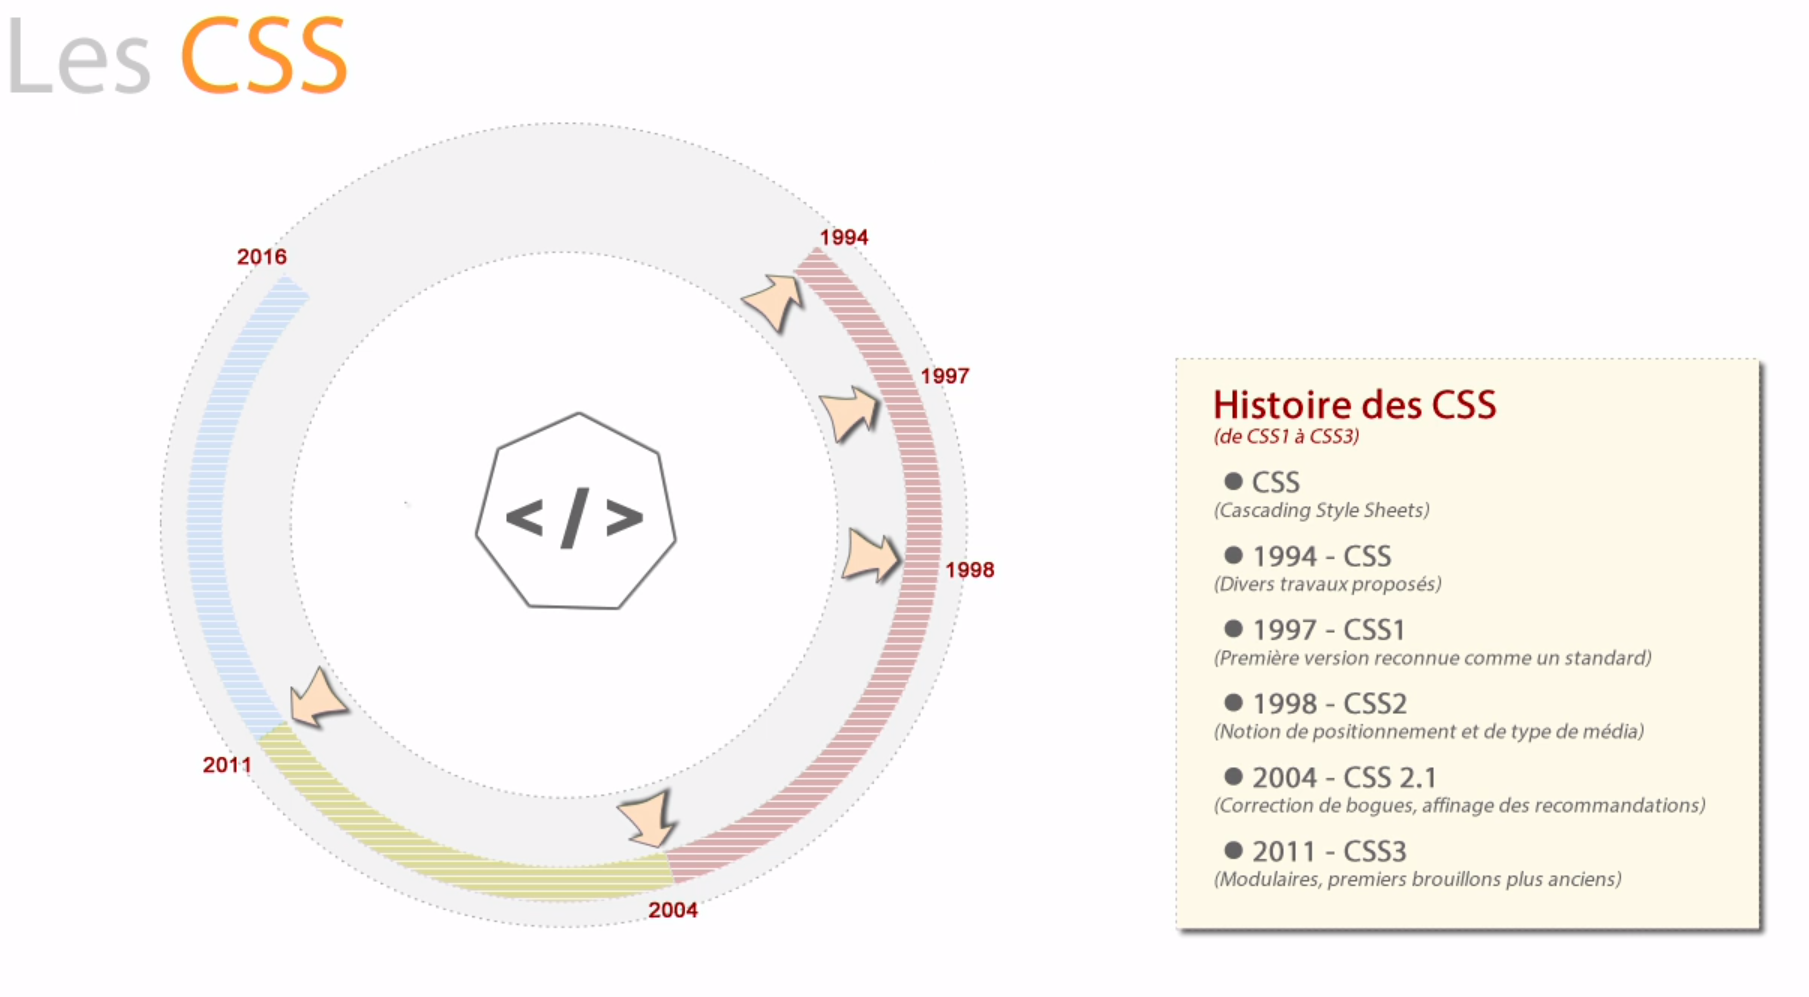 Les CSS
2016
1994
1997
1998
2011
2004
</>
Histoire des CSS
(de CSS1 à CSS3)
● CSS
(Cascading Style Sheets)
● 1994 - CSS
(Divers travaux proposés)
● 1997 - CSS1
(Première version reconnue comme un standard)
● 1998 - CSS2
(Notion de positionnement et de type de média)
● 2004 - CSS 2.1
(Correction de bogues, affinage des recommandations)
● 2011 - CSS3
(Modulaires, premiers brouillons plus anciens)